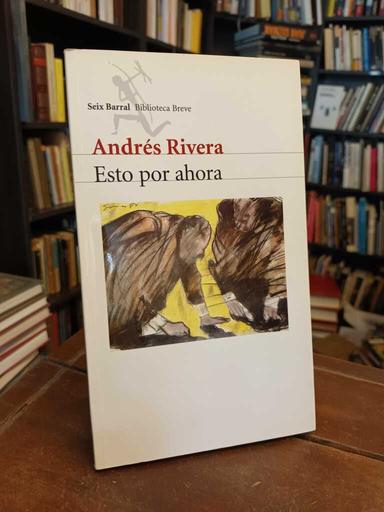 Seix Barral Biblioteca Breve
Andrés Rivera
Esto por ahora